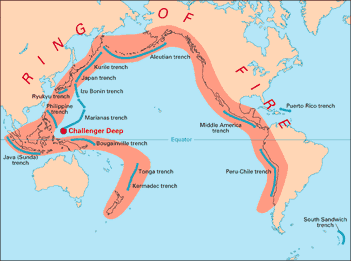 RING OF FIRE
Kurile trench
Aleutian trench
Japan trench
Izu Bonin trench
Ryukyu trench
Philippine
trench
Marianas trench
Challenger Deep
Bougainville trench
Equator
Java (Sunda)
trench
Tonga trench
Kermadec trench
Middle America
trench
Puerto Rico trench
Peru-Chile trench
South Sandwich
trench